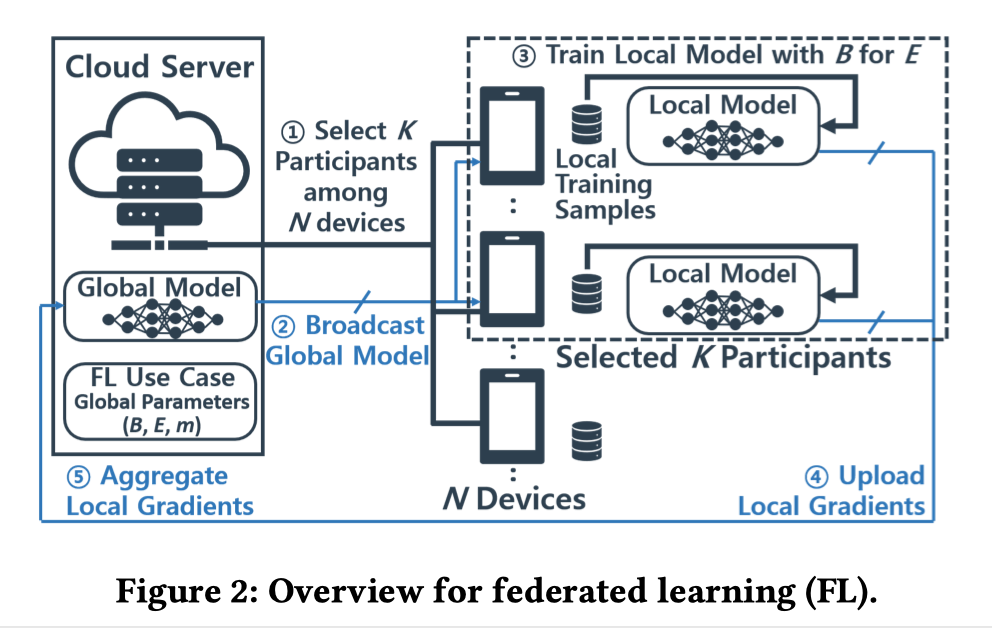 Cloud Server
① Select K
Participants
among
N devices
③ Train Local Model with B for E
Local Model
Local
Training
Samples
Local Model
Global Model
② Broadcast
Global Model
FL Use Case
Global Parameters
(B, E, m)
Selected K Participants
⑤ Aggregate
Local Gradients
N Devices
④ Upload
Local Gradients
Figure 2: Overview for federated learning (FL).